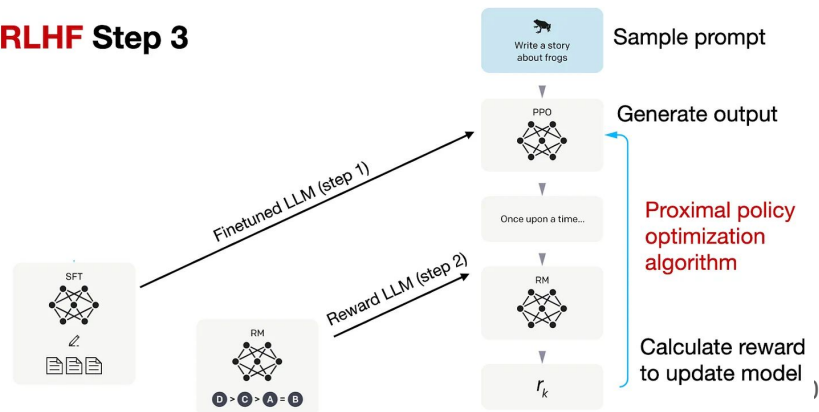 RLHF Step 3
Write a story
about frogs
Sample prompt
PPO
Generate output
Finetuned LLM (step 1)
Once upon a time...
Proximal policy
optimization
algorithm
SFT
Reward LLM (step 2)
RM
RM
D > C > A = B
Calculate reward
to update model
)
rₖ